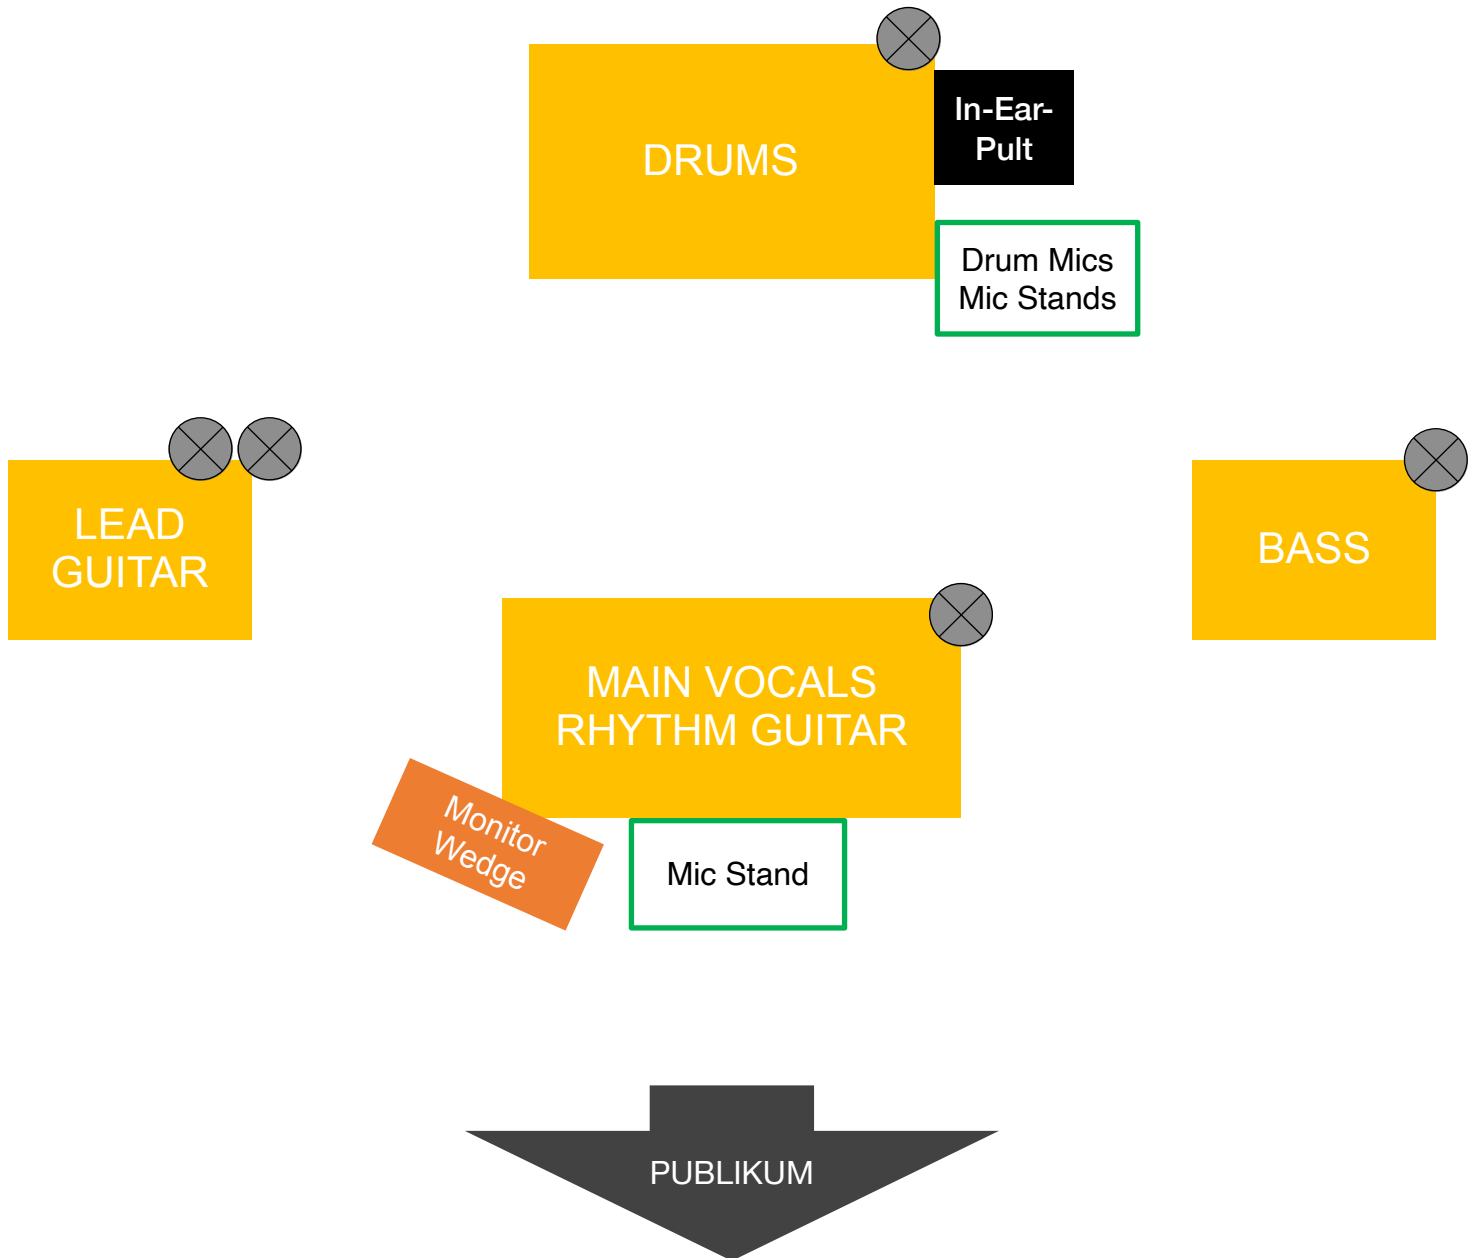 DRUMS
In-Ear-
Pult
Drum Mics
Mic Stands
LEAD
GUITAR
BASS
MAIN VOCALS
RHYTHM GUITAR
Monitor
Wedge
Mic Stand
PUBLIKUM